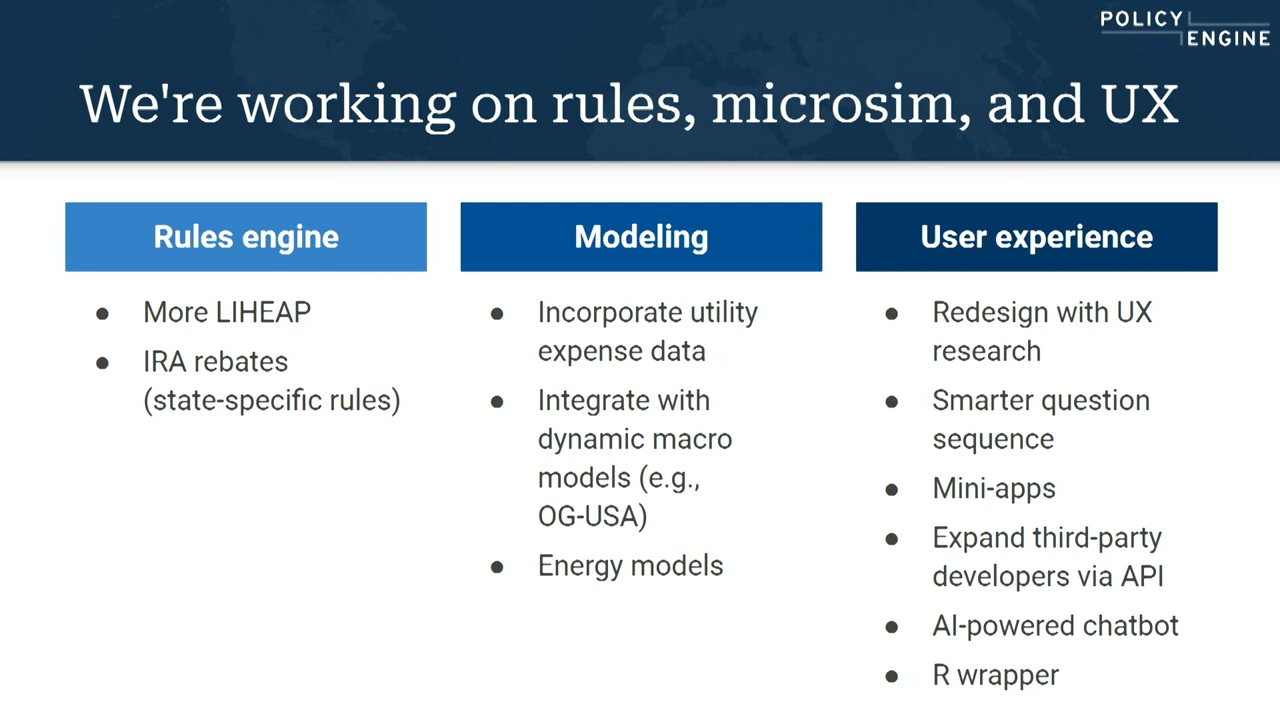 POLICY
ENGINE
We're working on rules, microsim, and UX
Rules engine
● More LIHEAP
● IRA rebates
(state-specific rules)
Modeling
● Incorporate utility
expense data
● Integrate with
dynamic macro
models (e.g.,
OG-USA)
● Energy models
User experience
● Redesign with UX
research
● Smarter question
sequence
● Mini-apps
● Expand third-party
developers via API
● AI-powered chatbot
● R wrapper